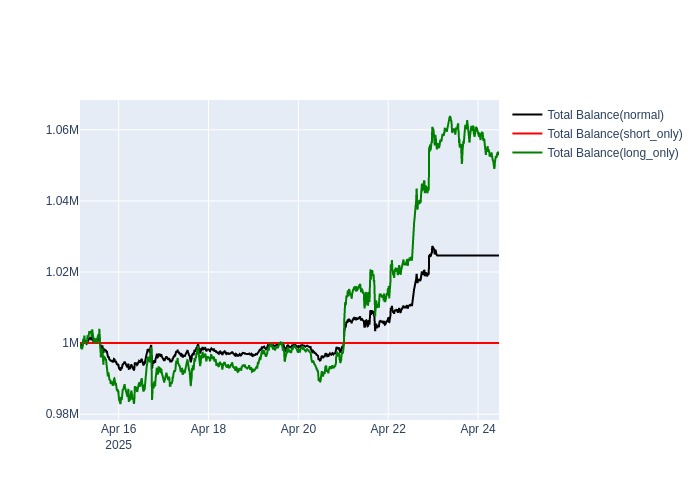 1.06M
1.04M
1.02M
1M
0.98M
Apr 16
2025
Apr 18
Apr 20
Apr 22
Apr 24
Total Balance(normal)
Total Balance(short_only)
Total Balance(long_only)